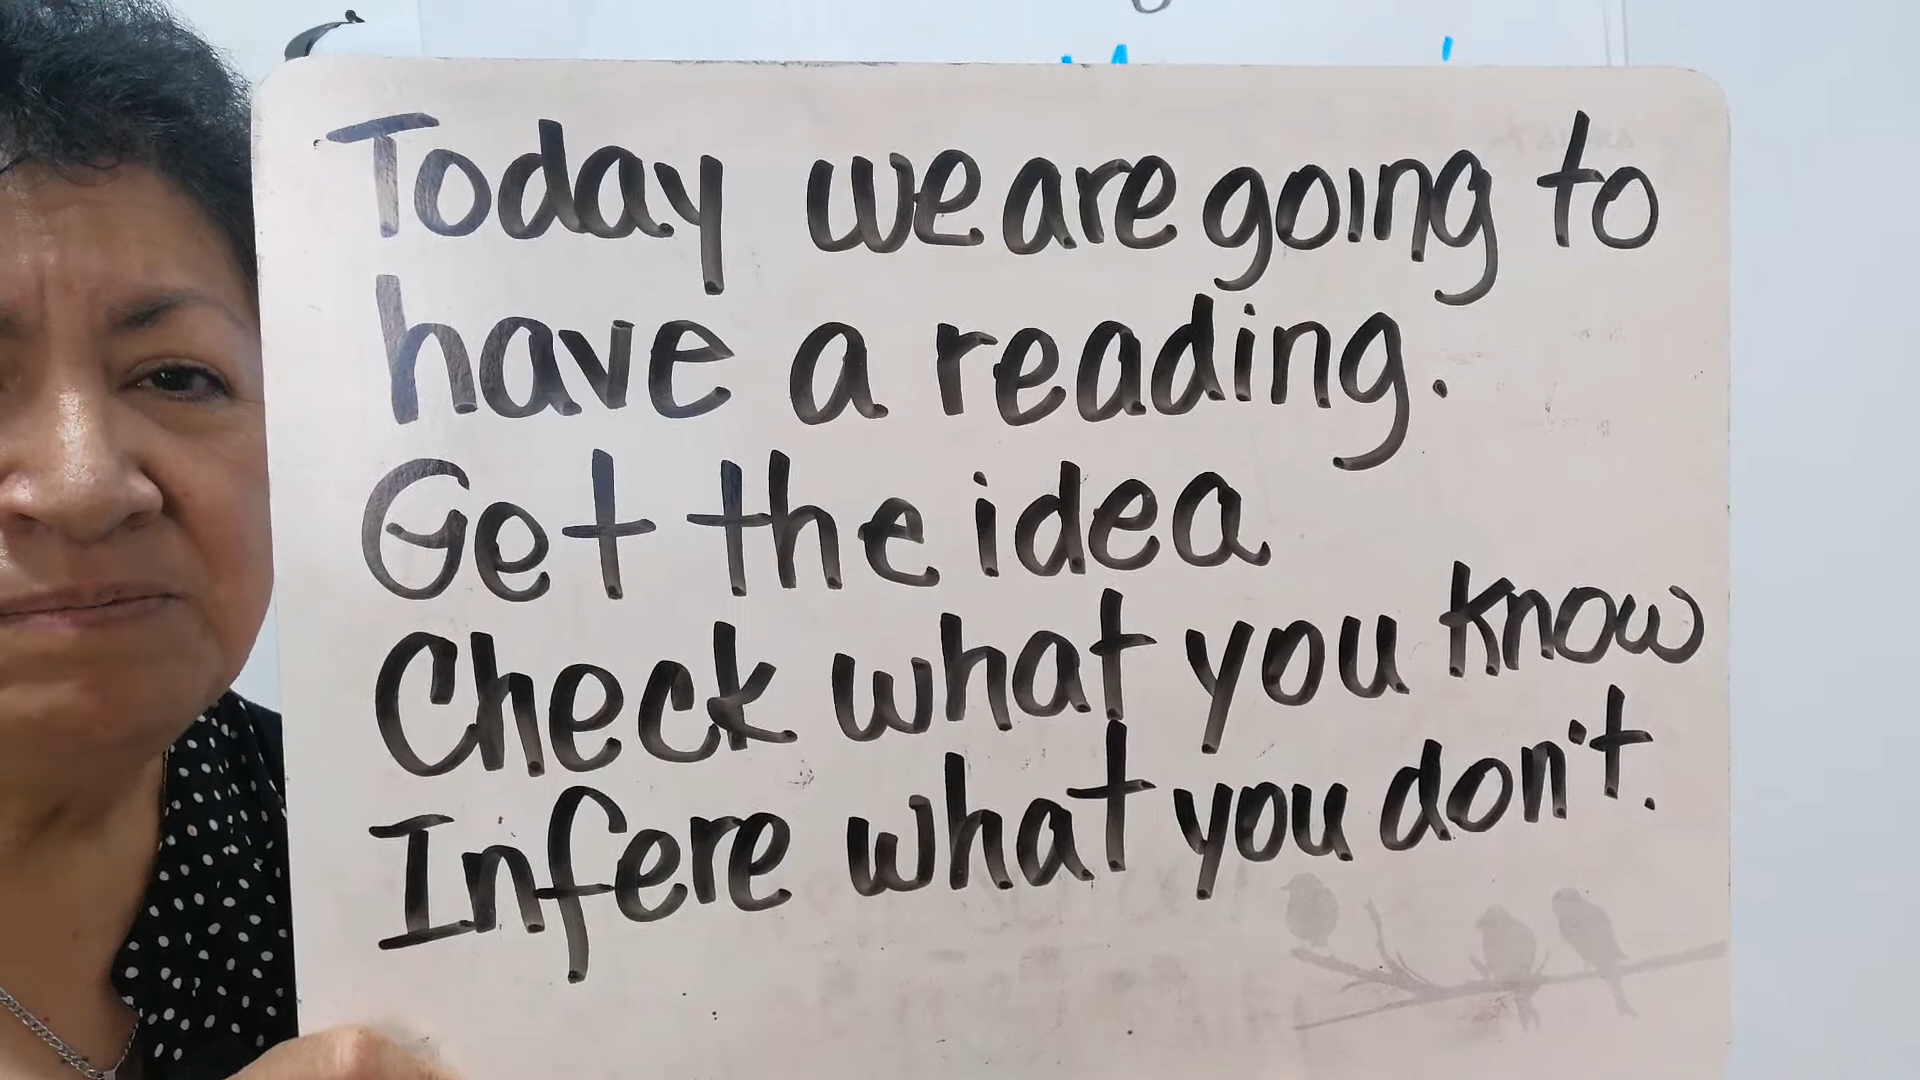 Today we are going to
have a reading.
Get the idea
Check what you know
Infere what you don't.